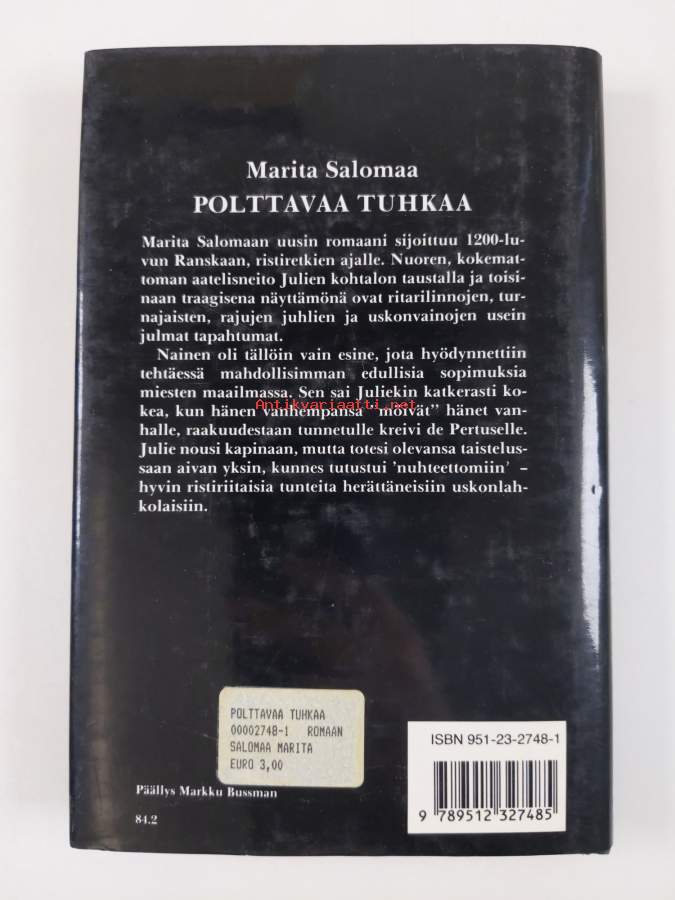 Marita Salomaa
POLTTAVAA TUHKAA
Marita Salomaan uusin romaani sijoittuu 1200-lu-
vun Ranskaan, ristiretkien ajalle. Nuoren, kokemat-
toman aatelisneito Julien kohtalon taustalla ja toisi-
naan traagisena näyttämönä ovat ritarilinnojen, tur-
najaisten, rajujen juhlien ja uskonvainojen usein
julmat tapahtumat.
Nainen oli tällöin vain esine, jota hyödynnettiin
tehtäessä mahdollisimman edullisia sopimuksia
miesten maailmassa. Sen sai Juliekin katkerasti ko-
kea, kun hänen vanhempansa "möivät" hänet van-
Antikvariaatti.net
halle, raakuudestaan tunnetulle kreivi de Pertuselle.
Julie nousi kapinaan, mutta totesi olevansa taistelus-
saan aivan yksin, kunnes tutustui 'nuhteettomiin' –
hyvin ristiriitaisia tunteita herättäneisiin uskonlah-
kolaisiin.
POLTTAVAA TUHKAA
00002748-1 ROMAAN
SALOMAA MARITA
EURO 3,00
ISBN 951-23-2748-1
9 789512 327485
Päällys Markku Bussman
84.2